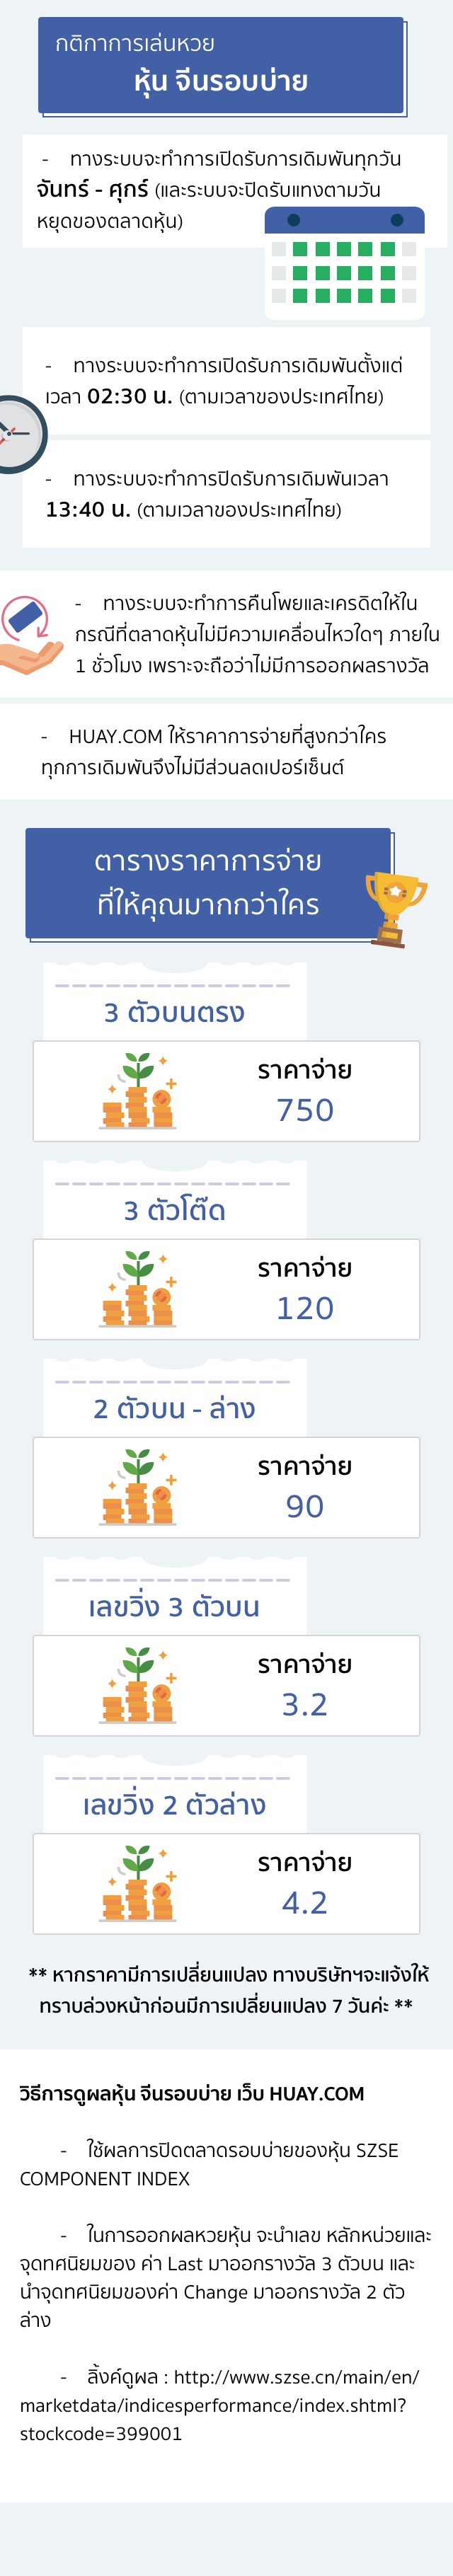 กติกาการเล่นหวย
หุ้น จีนรอบบ่าย
- ทางระบบจะทำการเปิดรับการเดิมพันทุกวัน
จันทร์ - ศุกร์ (และระบบจะปิดรับแทงตามวัน
หยุดของตลาดหุ้น)
- ทางระบบจะทำการเปิดรับการเดิมพันตั้งแต่
เวลา 02:30 น. (ตามเวลาของประเทศไทย)
- ทางระบบจะทำการปิดรับการเดิมพันเวลา
13:40 น. (ตามเวลาของประเทศไทย)
- ทางระบบจะทำการคืนโพยและเครดิตให้ใน
กรณีที่ตลาดหุ้นไม่มีความเคลื่อนไหวใดๆ ภายใน
1 ชั่วโมง เพราะจะถือว่าไม่มีการออกผลรางวัล
- HUAY.COM ให้ราคาการจ่ายที่สูงกว่าใคร
ทุกการเดิมพันจึงไม่มีส่วนลดเปอร์เซ็นต์
ตารางราคาการจ่าย
ที่ให้คุณมากกว่าใคร
3 ตัวบนตรง
ราคาจ่าย
750
3 ตัวโต๊ด
ราคาจ่าย
120
2 ตัวบน - ล่าง
ราคาจ่าย
90
เลขวิ่ง 3 ตัวบน
ราคาจ่าย
3.2
เลขวิ่ง 2 ตัวล่าง
ราคาจ่าย
4.2
** หากราคามีการเปลี่ยนแปลง ทางบริษัทฯจะแจ้งให้
ทราบล่วงหน้าก่อนมีการเปลี่ยนแปลง 7 วันค่ะ **
วิธีการดูผลหุ้น จีนรอบบ่าย เว็บ HUAY.COM
- ใช้ผลการปิดตลาดรอบบ่ายของหุ้น SZSE
COMPONENT INDEX
- ในการออกผลหวยหุ้น จะนำเลข หลักหน่วยและ
จุดทศนิยมของ ค่า Last มาออกรางวัล 3 ตัวบน และ
นำจุดทศนิยมของค่า Change มาออกรางวัล 2 ตัว
ล่าง
- ลิ้งค์ดูผล : http://www.szse.cn/main/en/
marketdata/indicesperformance/index.shtml?
stockcode=399001